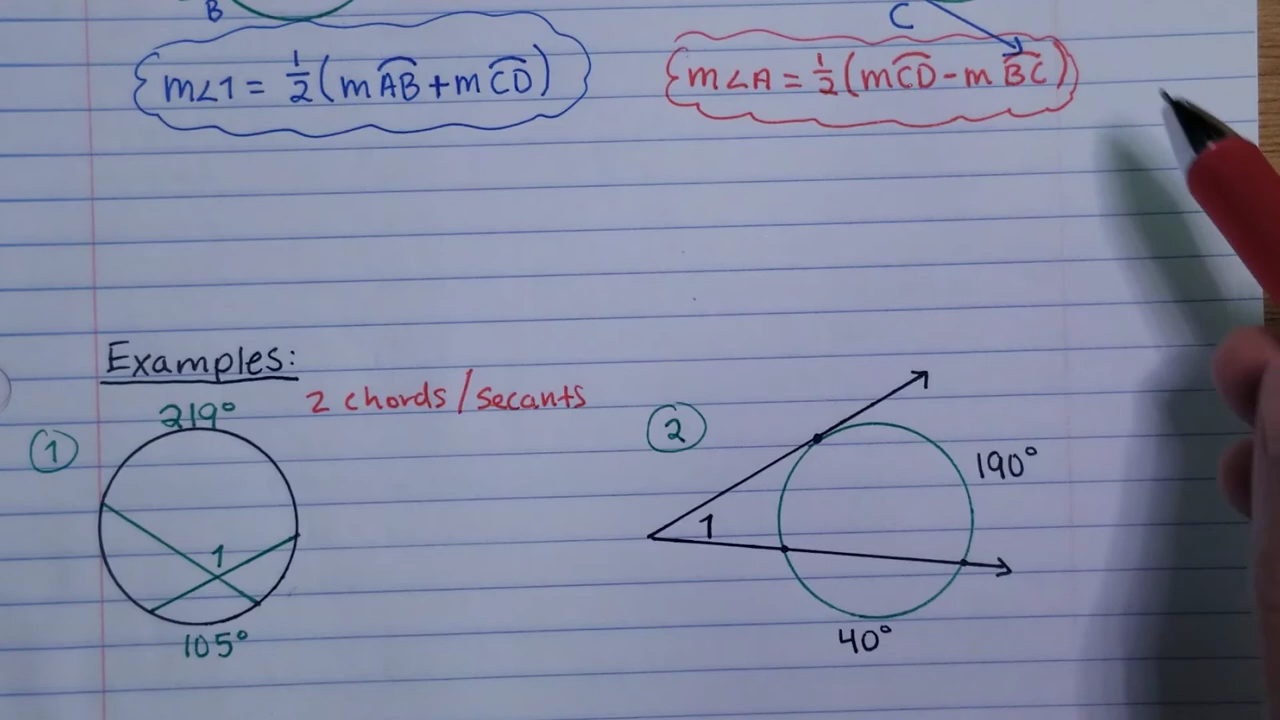 B
C
m∠1 = 1/2 (mAB + mCD)
m∠A = 1/2 (mCD - mBC)
Examples:
2 chords/secants
1
219°
1
105°
2
190°
1
40°